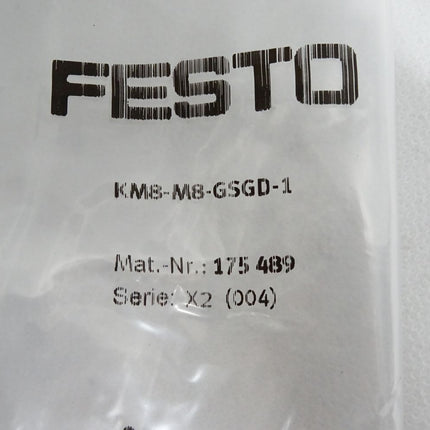 FESTO
KM8-M8-GSGD-1
Mat.-Nr.: 175 489
Serie: X2 (004)